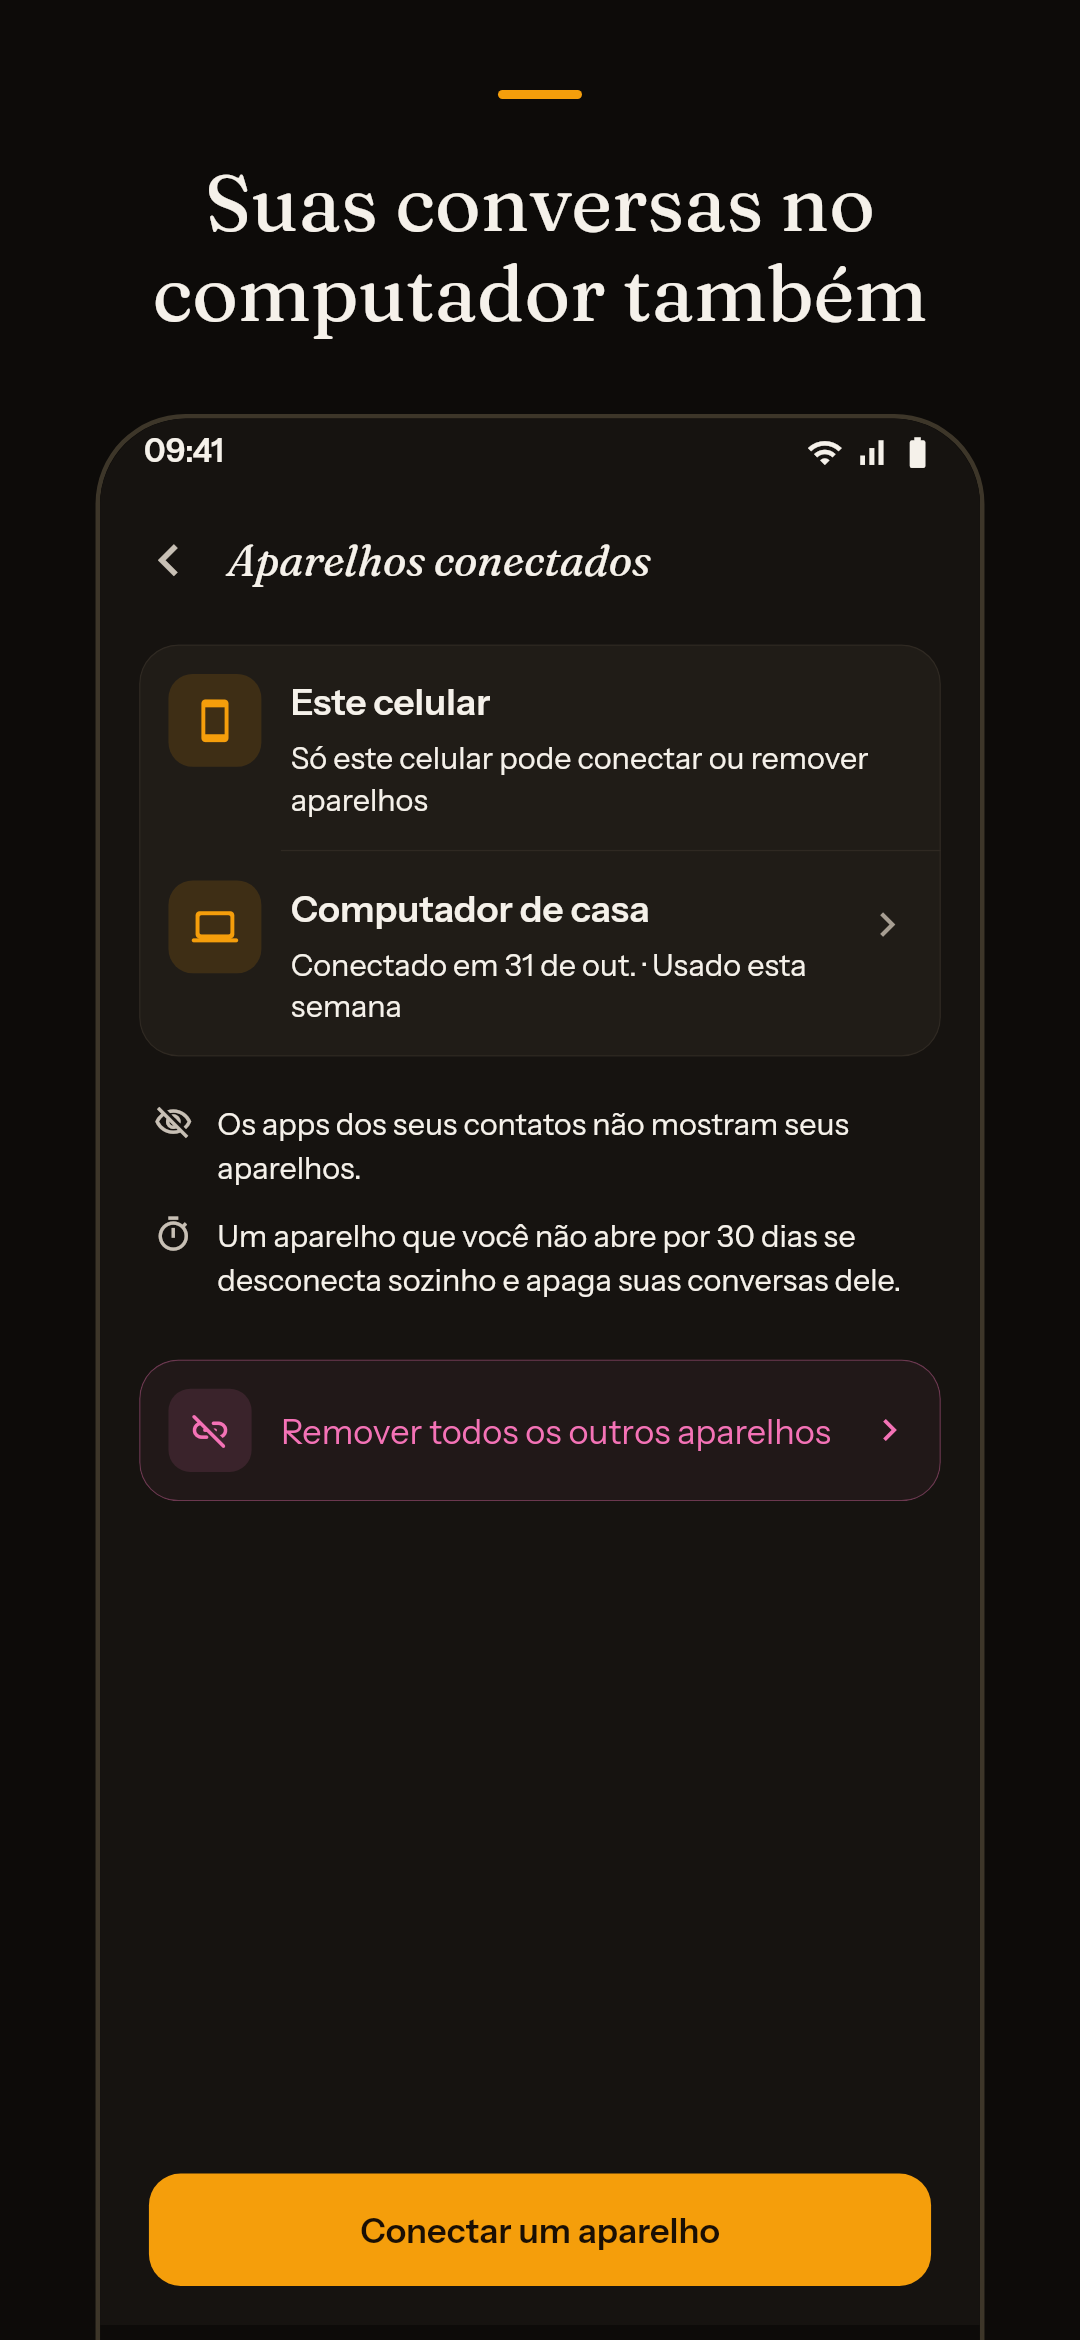 Suas conversas no
computador também
09:41
Aparelhos conectados
Este celular
Só este celular pode conectar ou remover
aparelhos
Computador de casa
Conectado em 31 de out. · Usado esta
semana
Os apps dos seus contatos não mostram seus
aparelhos.
Um aparelho que você não abre por 30 dias se
desconecta sozinho e apaga suas conversas dele.
Remover todos os outros aparelhos
Conectar um aparelho